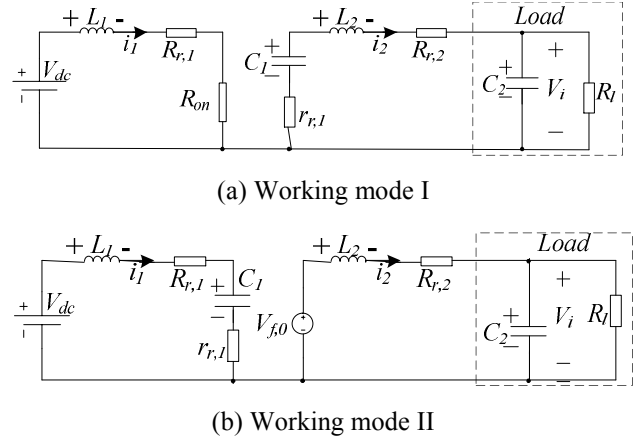 + L1 - i1 Rr,1 + L2 - i2 Rr,2 Load
+ - Vdc Ron C1 + - rr,1 C2 + - + Vi - Rl
(a) Working mode I
+ L1 - i1 Rr,1 + L2 - i2 Rr,2 Load
+ - Vdc C1 + - rr,1 Vf,0 + - C2 + - + Vi - Rl
(b) Working mode II